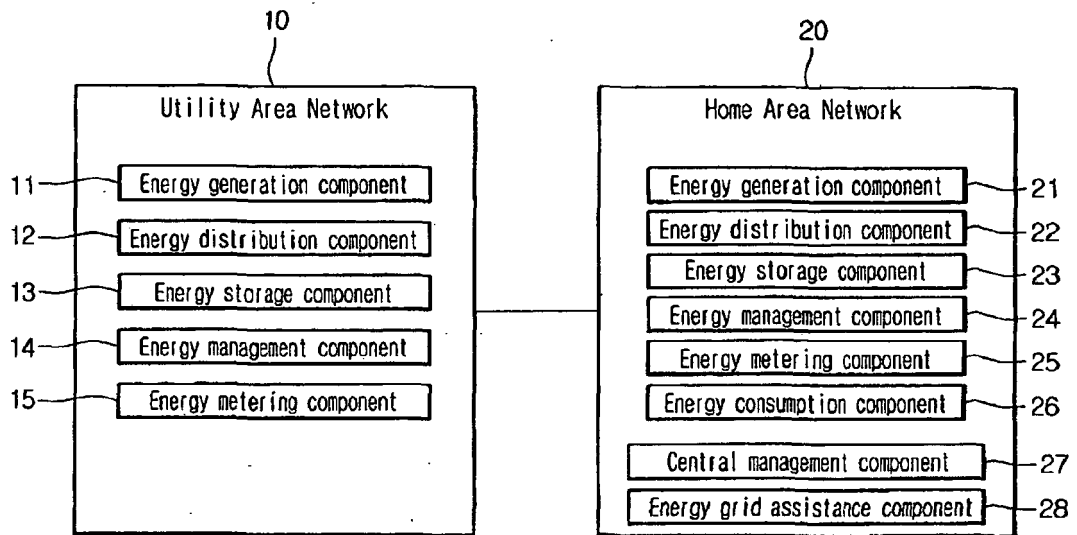 10
Utility Area Network
11
Energy generation component
12
Energy distribution component
13
Energy storage component
14
Energy management component
15
Energy metering component
20
Home Area Network
Energy generation component
21
Energy distribution component
22
Energy storage component
23
Energy management component
24
Energy metering component
25
Energy consumption component
26
Central management component
27
Energy grid assistance component
28